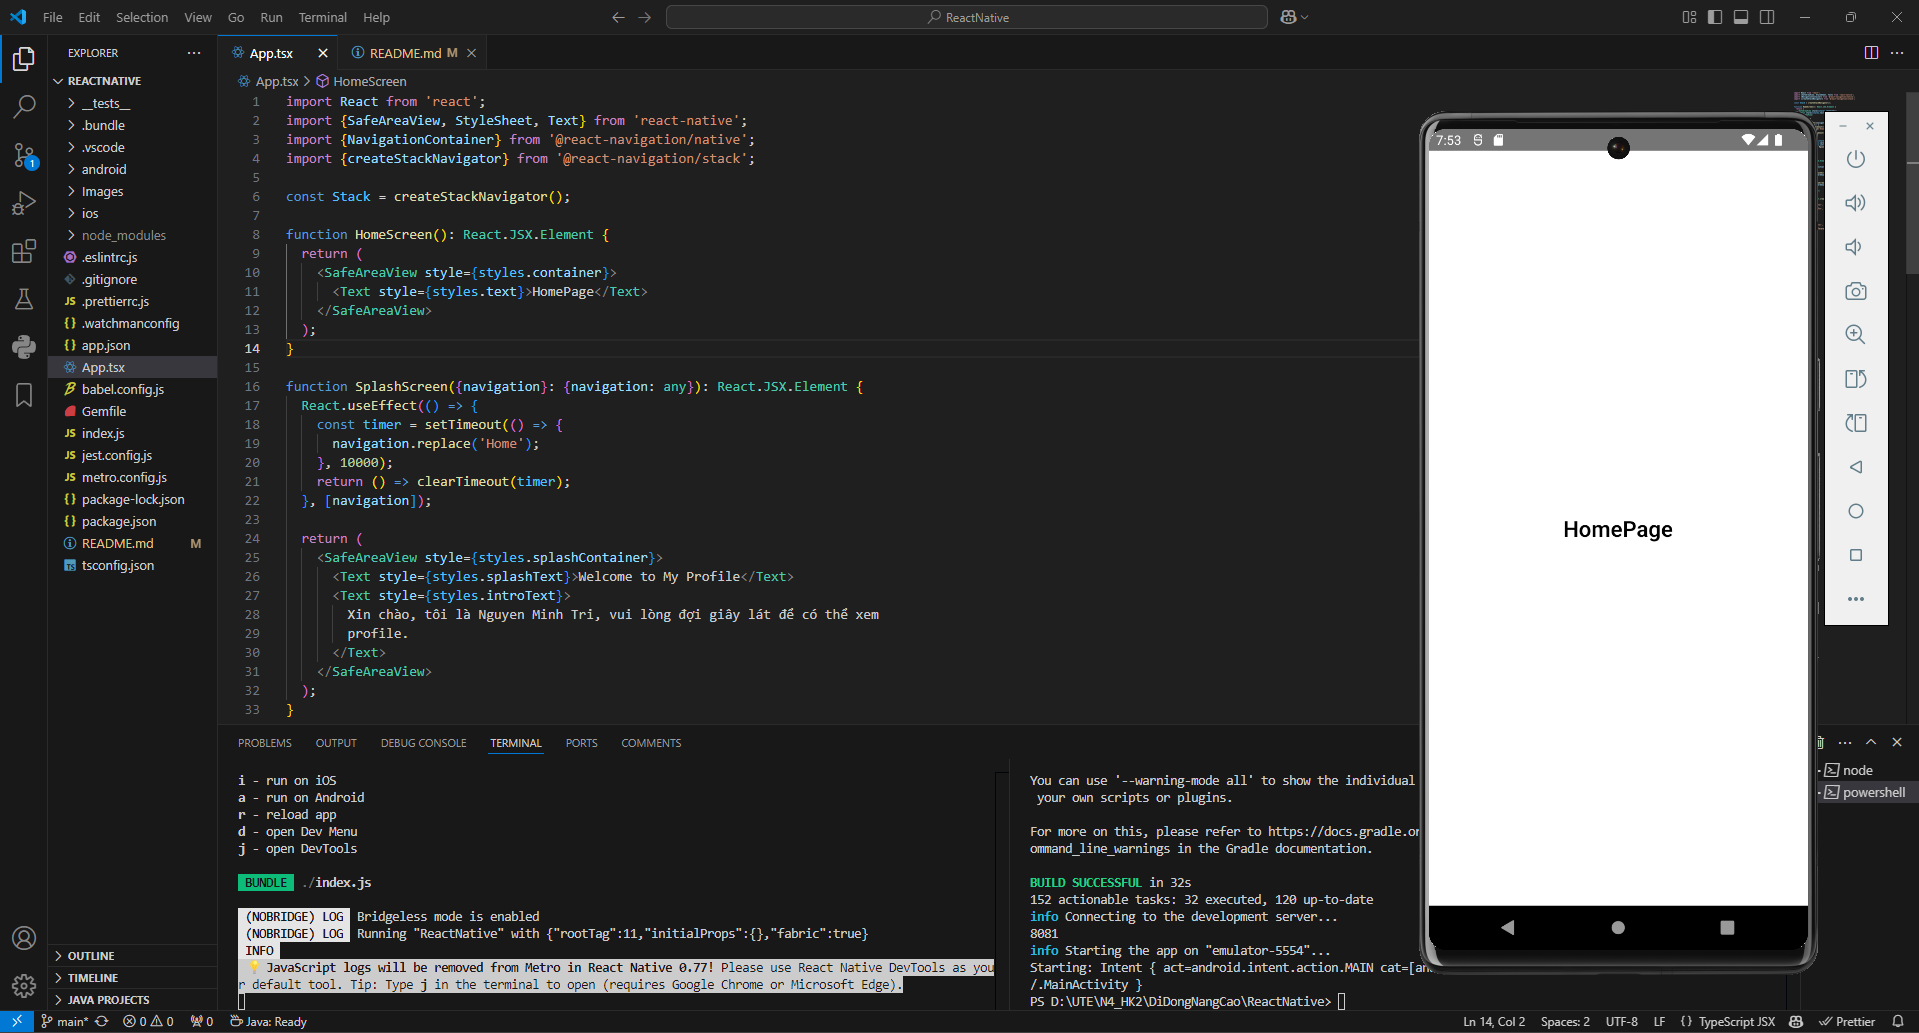 File Edit Selection View Go Run Terminal Help
ReactNative
EXPLORER
REACTNATIVE
__tests__
.bundle
.vscode
android
Images
ios
node_modules
.eslintrc.js
.gitignore
.prettierrc.js
.watchmanconfig
app.json
App.tsx
babel.config.js
Gemfile
index.js
jest.config.js
metro.config.js
package-lock.json
package.json
README.md M
tsconfig.json
OUTLINE
TIMELINE
JAVA PROJECTS
App.tsx
README.md M
App.tsx > HomeScreen
1 import React from 'react';
2 import {SafeAreaView, StyleSheet, Text} from 'react-native';
3 import {NavigationContainer} from '@react-navigation/native';
4 import {createStackNavigator} from '@react-navigation/stack';
5
6 const Stack = createStackNavigator();
7
8 function HomeScreen(): React.JSX.Element {
9 return (
10 <SafeAreaView style={styles.container}>
11 <Text style={styles.text}>HomePage</Text>
12 </SafeAreaView>
13 );
14 }
15
16 function SplashScreen({navigation}: {navigation: any}): React.JSX.Element {
17 React.useEffect(() => {
18 const timer = setTimeout(() => {
19 navigation.replace('Home');
20 }, 10000);
21 return () => clearTimeout(timer);
22 }, [navigation]);
23
24 return (
25 <SafeAreaView style={styles.splashContainer}>
26 <Text style={styles.splashText}>Welcome to My Profile</Text>
27 <Text style={styles.introText}>
28 Xin chào, tôi là Nguyen Minh Tri, vui lòng đợi giây lát để có thể xem
29 profile.
30 </Text>
31 </SafeAreaView>
32 );
33 }
7:53
HomePage
PROBLEMS OUTPUT DEBUG CONSOLE TERMINAL PORTS COMMENTS
i - run on iOS
a - run on Android
r - reload app
d - open Dev Menu
j - open DevTools
BUNDLE ./index.js
(NOBRIDGE) LOG Bridgeless mode is enabled
(NOBRIDGE) LOG Running "ReactNative" with {"rootTag":11,"initialProps":{},"fabric":true}
INFO
💡 JavaScript logs will be removed from Metro in React Native 0.77! Please use React Native DevTools as you
r default tool. Tip: Type j in the terminal to open (requires Google Chrome or Microsoft Edge).
You can use '--warning-mode all' to show the individual
your own scripts or plugins.
For more on this, please refer to https://docs.gradle.or
ommand_line_warnings in the Gradle documentation.
BUILD SUCCESSFUL in 32s
152 actionable tasks: 32 executed, 120 up-to-date
info Connecting to the development server...
8081
info Starting the app on "emulator-5554"...
Starting: Intent { act=android.intent.action.MAIN cat=[an
/.MainActivity }
PS D:\UTE\N4_HK2\DiDongNangCao\ReactNative>
node
powershell
1
main* 0 0 0 Java: Ready
Ln 14, Col 2 Spaces: 2 UTF-8 LF {} TypeScript JSX Prettier